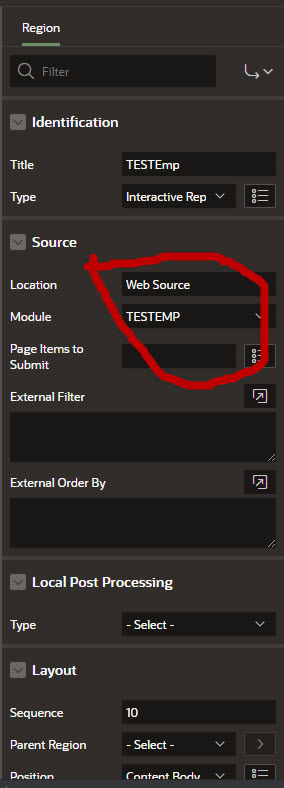 Region
Filter
Identification
Title TESTEmp
Type Interactive Rep
Source
Location Web Source
Module TESTEMP
Page Items to
Submit
External Filter
External Order By
Local Post Processing
Type - Select -
Layout
Sequence 10
Parent Region - Select -
Position Content Body